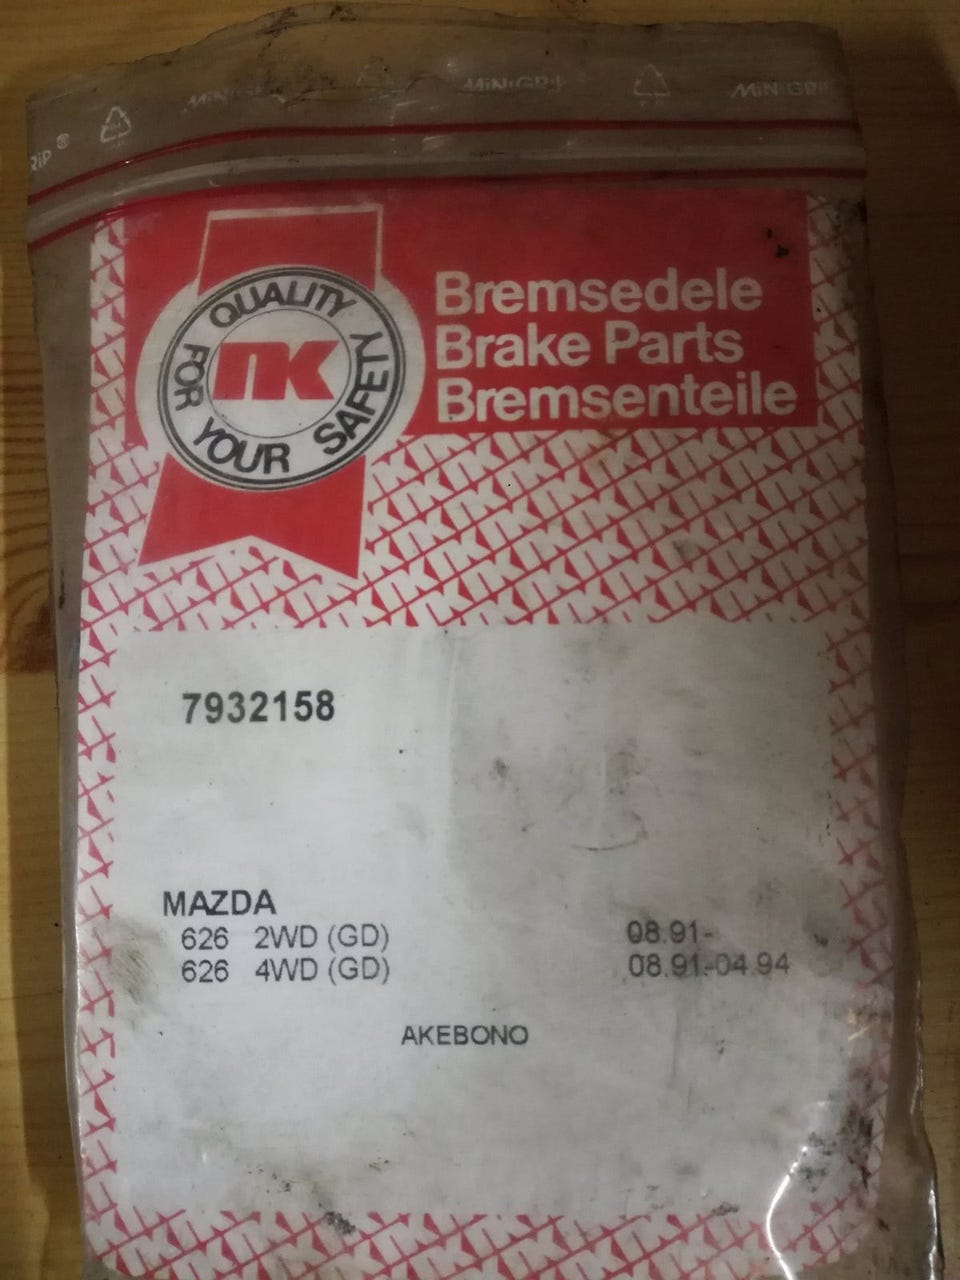 MINIGRIP
MINIGRIP
RIP ®
QUALITY
FOR YOUR SAFETY
NK
Bremsedele
Brake Parts
Bremsenteile
7932158
MAZDA
626 2WD (GD) 08.91-
626 4WD (GD) 08.91-04.94
AKEBONO